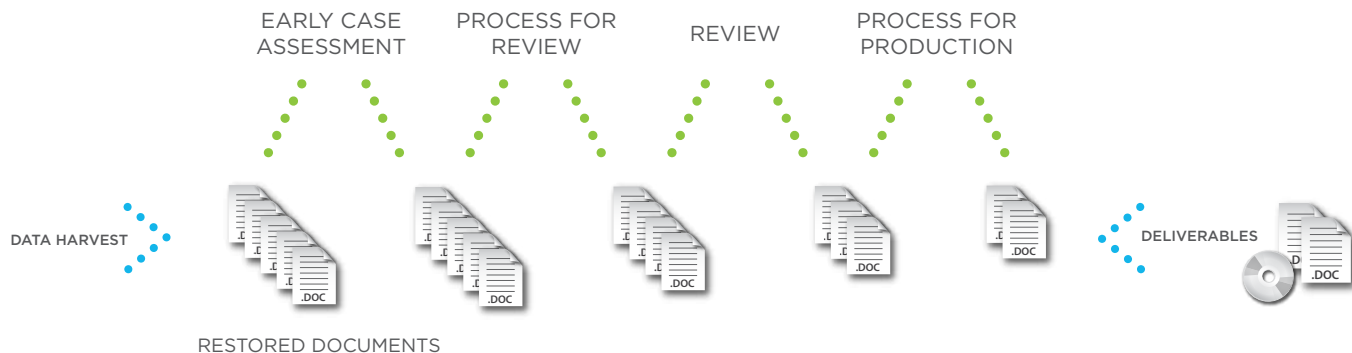 EARLY CASE
ASSESSMENT
PROCESS FOR
REVIEW
REVIEW
PROCESS FOR
PRODUCTION
DATA HARVEST
.D
.DOC
.D
.DOC
.DOC
.DOC
.DOC
DELIVERABLES
.D
.DOC
RESTORED DOCUMENTS